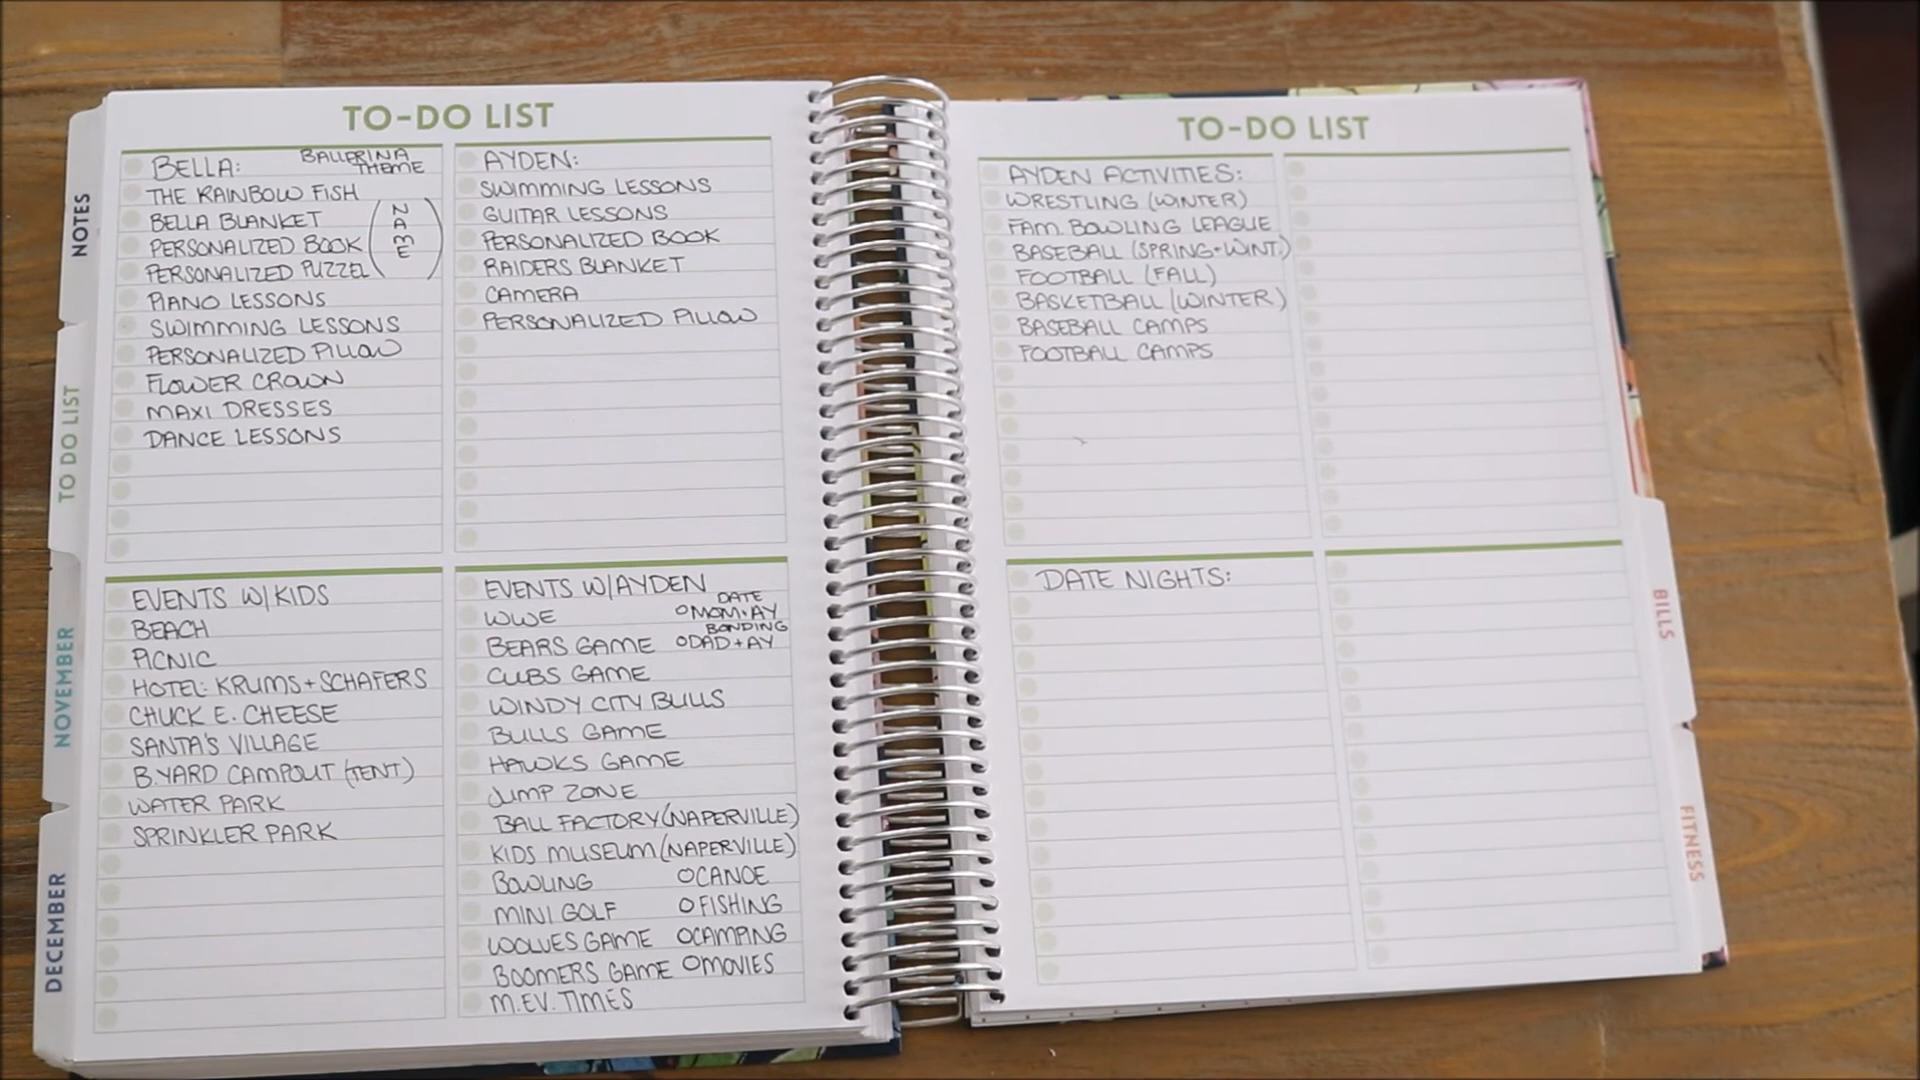 TO-DO LIST
BELLA: BALLERINA THEME
THE RAINBOW FISH
BELLA BLANKET
PERSONALIZED BOOK (NAME)
PERSONALIZED PUZZEL
PIANO LESSONS
SWIMMING LESSONS
PERSONALIZED PILLOW
FLOWER CROWN
MAXI DRESSES
DANCE LESSONS
AYDEN:
SWIMMING LESSONS
GUITAR LESSONS
PERSONALIZED BOOK
RAIDERS BLANKET
CAMERA
PERSONALIZED PILLOW
EVENTS W/ KIDS
BEACH
PICNIC
HOTEL: KRUMS + SCHAFERS
CHUCK E. CHEESE
SANTA'S VILLAGE
B.YARD CAMPOUT (TENT)
WATER PARK
SPRINKLER PARK
EVENTS W/AYDEN
DATE
WWE O MOM+AY
BONDING
BEARS GAME O DAD+AY
CUBS GAME
WINDY CITY BULLS
BULLS GAME
HAWKS GAME
JUMP ZONE
BALL FACTORY (NAPERVILLE)
KIDS MUSEUM (NAPERVILLE)
BOWLING O CANOE
MINI GOLF O FISHING
WOLVES GAME O CAMPING
BOOMERS GAME O MOVIES
M.EV. TIMES
TO-DO LIST
AYDEN ACTIVITIES:
WRESTLING (WINTER)
FAM. BOWLING LEAGUE
BASEBALL (SPRING+WINT.)
FOOTBALL (FALL)
BASKETBALL (WINTER)
BASEBALL CAMPS
FOOTBALL CAMPS
DATE NIGHTS:
NOTES
TO DO LIST
NOVEMBER
DECEMBER
BILLS
FITNESS